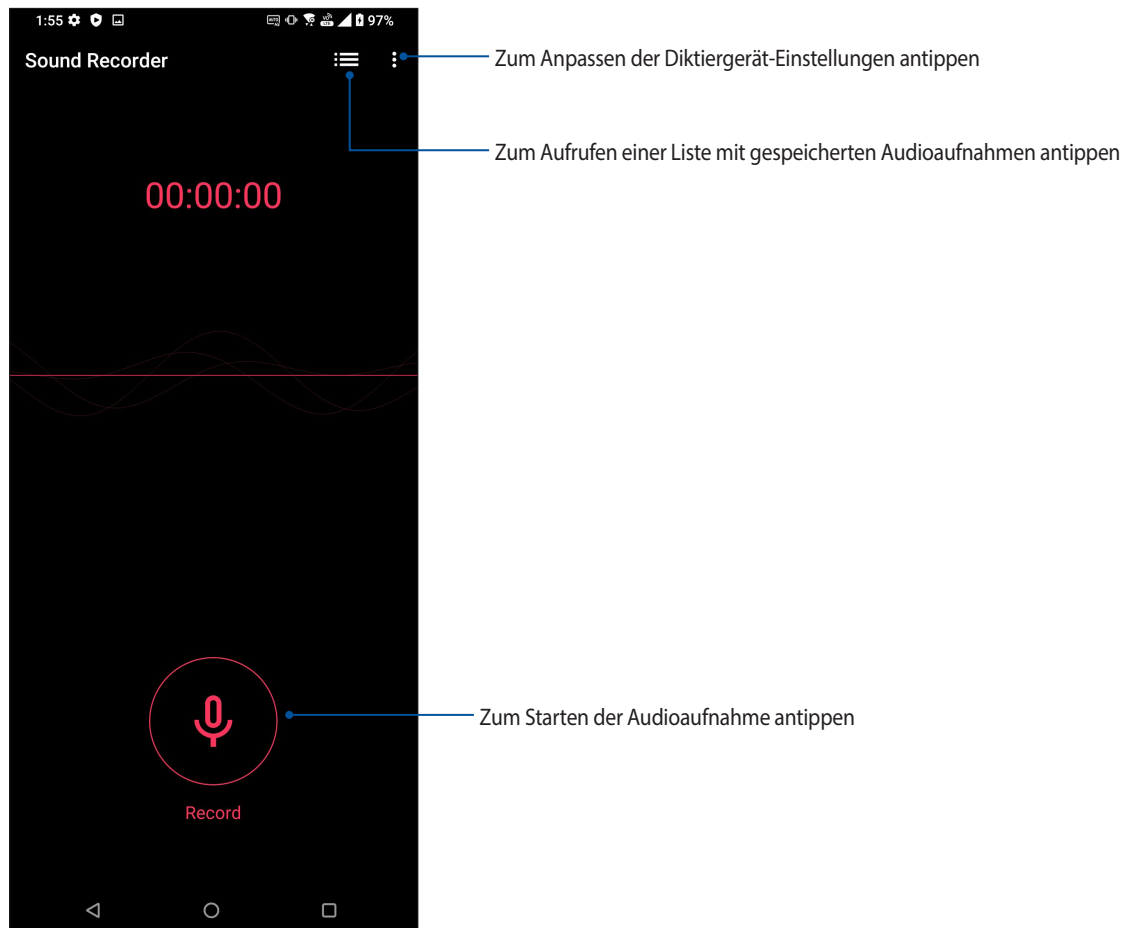 1:55 97%
Sound Recorder
Zum Anpassen der Diktiergerät-Einstellungen antippen
Zum Aufrufen einer Liste mit gespeicherten Audioaufnahmen antippen
00:00:00
Zum Starten der Audioaufnahme antippen
Record